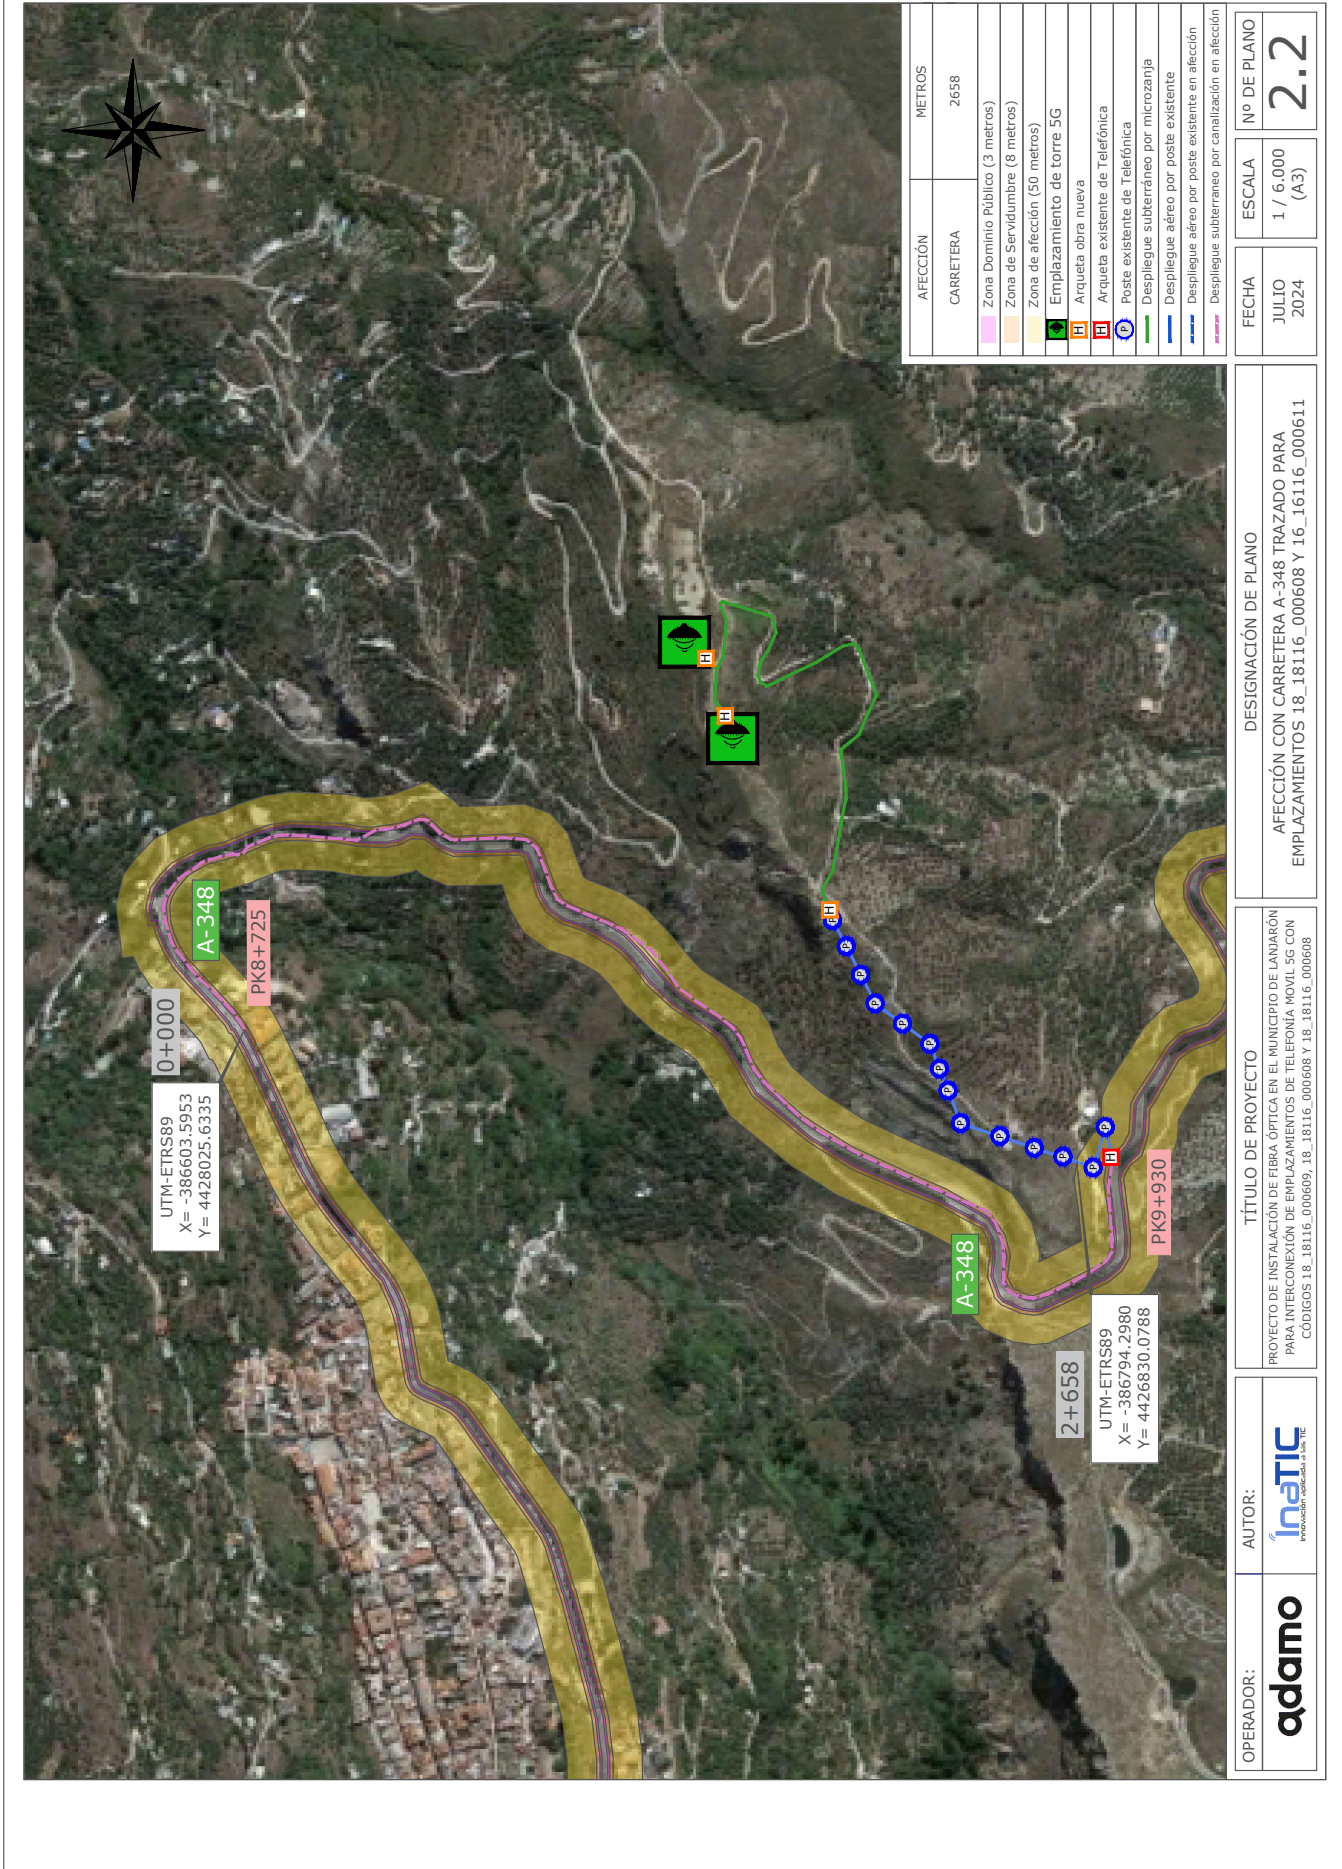 0+000
UTM-ETRS89
X= -386603.5953
Y= 4428025.6335
A-348
PK8+725
A-348
2+658
UTM-ETRS89
X= -386794.2980
Y= 4426830.0788
PK9+930
H
H
H
H
P
P
P
P
P
P
P
P
P
P
P
P
P
P
AFECCIÓN
METROS
CARRETERA
2658
Zona Dominio Público (3 metros)
Zona de Servidumbre (8 metros)
Zona de afección (50 metros)
Emplazamiento de torre 5G
H
Arqueta obra nueva
H
Arqueta existente de Telefónica
P
Poste existente de Telefónica
Despliegue subterráneo por microzanja
Despliegue aéreo por poste existente
Despliegue aéreo por poste existente en afección
Despliegue subterraneo por canalización en afección
OPERADOR:
adamo
AUTOR:
InaTIC
Innovación aplicada a las TIC
TÍTULO DE PROYECTO
PROYECTO DE INSTALACIÓN DE FIBRA ÓPTICA EN EL MUNICIPIO DE LANJARÓN
PARA INTERCONEXIÓN DE EMPLAZAMIENTOS DE TELEFONÍA MOVIL 5G CON
CÓDIGOS 18_18116_000609, 18_18116_000608 Y 18_18116_000608
DESIGNACIÓN DE PLANO
AFECCIÓN CON CARRETERA A-348 TRAZADO PARA
EMPLAZAMIENTOS 18_18116_000608 Y 16_16116_000611
FECHA
JULIO
2024
ESCALA
1 / 6.000
(A3)
Nº DE PLANO
2.2